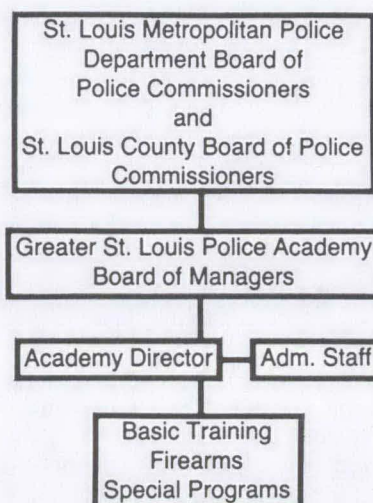 St. Louis Metropolitan Police
Department Board of
Police Commissioners
and
St. Louis County Board of Police
Commissioners
Greater St. Louis Police Academy
Board of Managers
Academy Director
Adm. Staff
Basic Training
Firearms
Special Programs